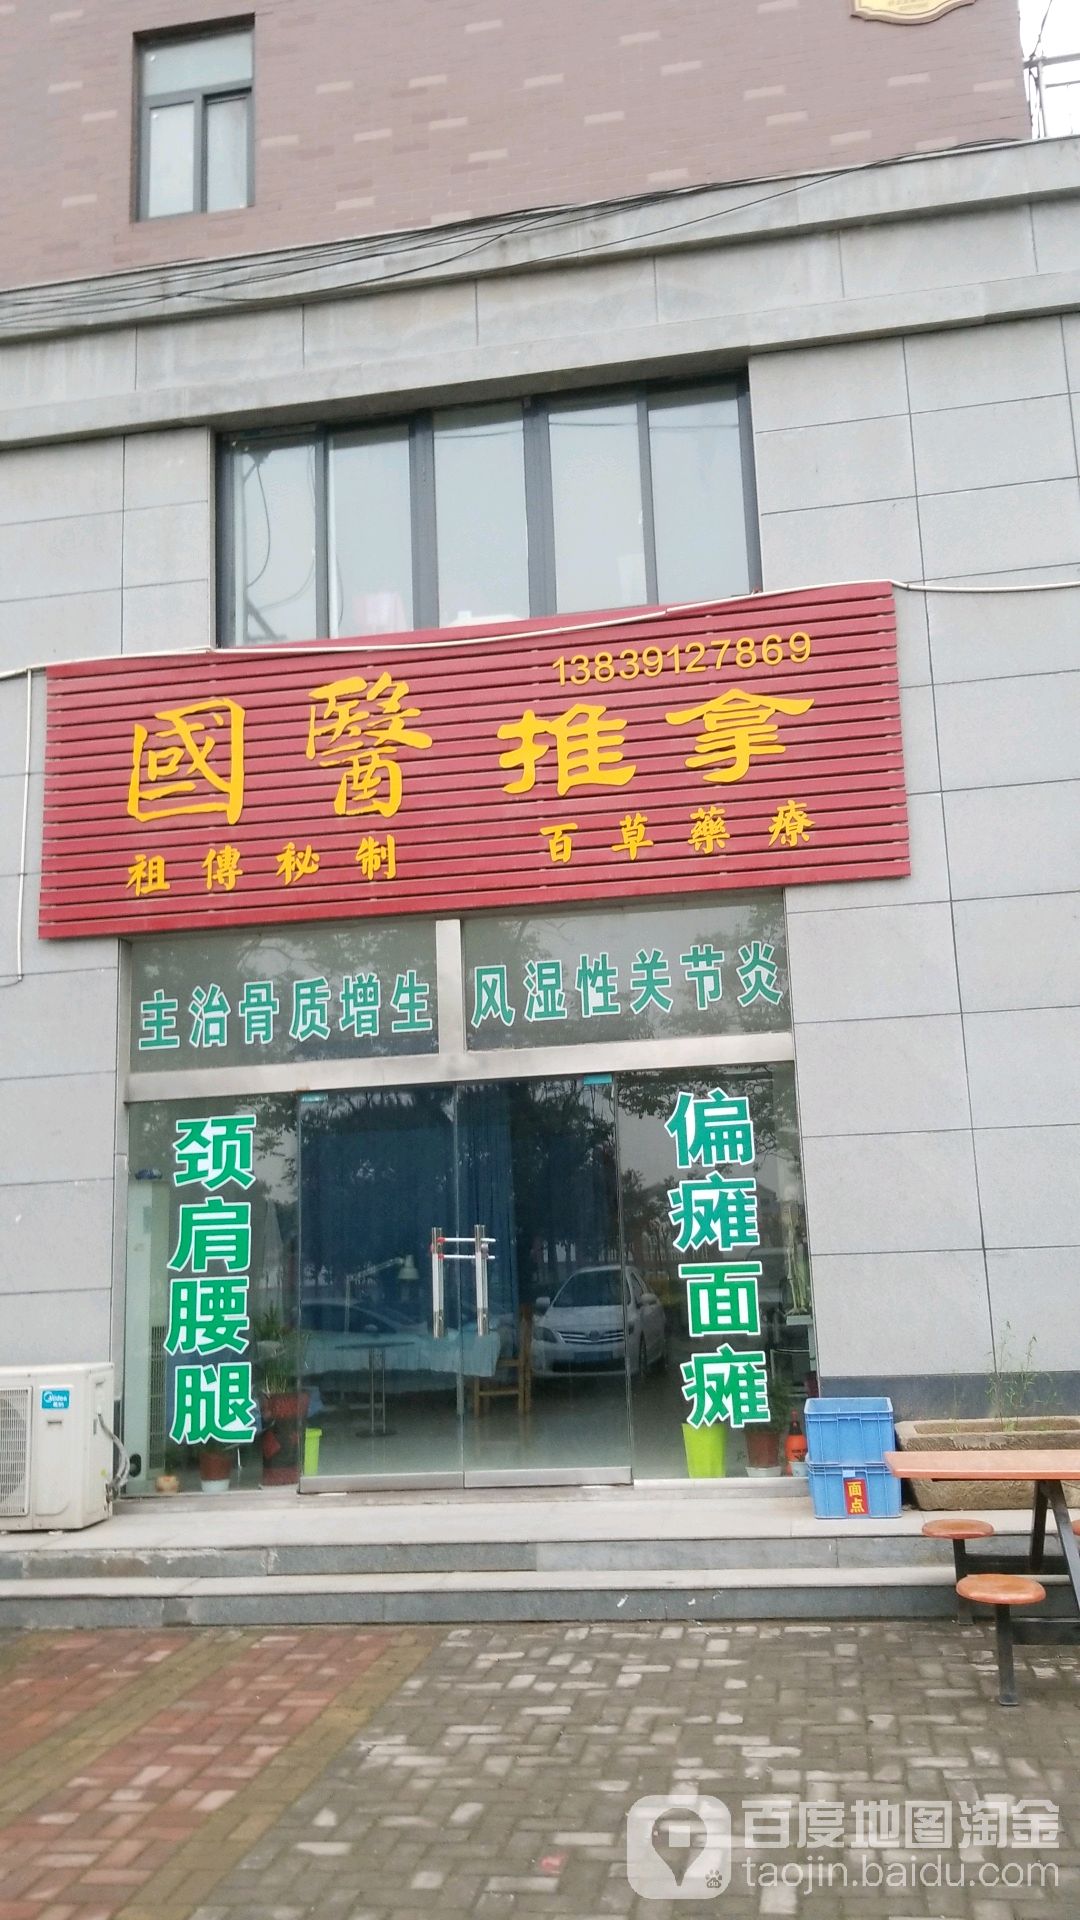 13839127869
國醫推拿
祖傳秘制 百草藥療
主治骨质增生 风湿性关节炎
颈肩腰腿
偏瘫面瘫
Midea
面点
百度地图淘金
taojin.baidu.com